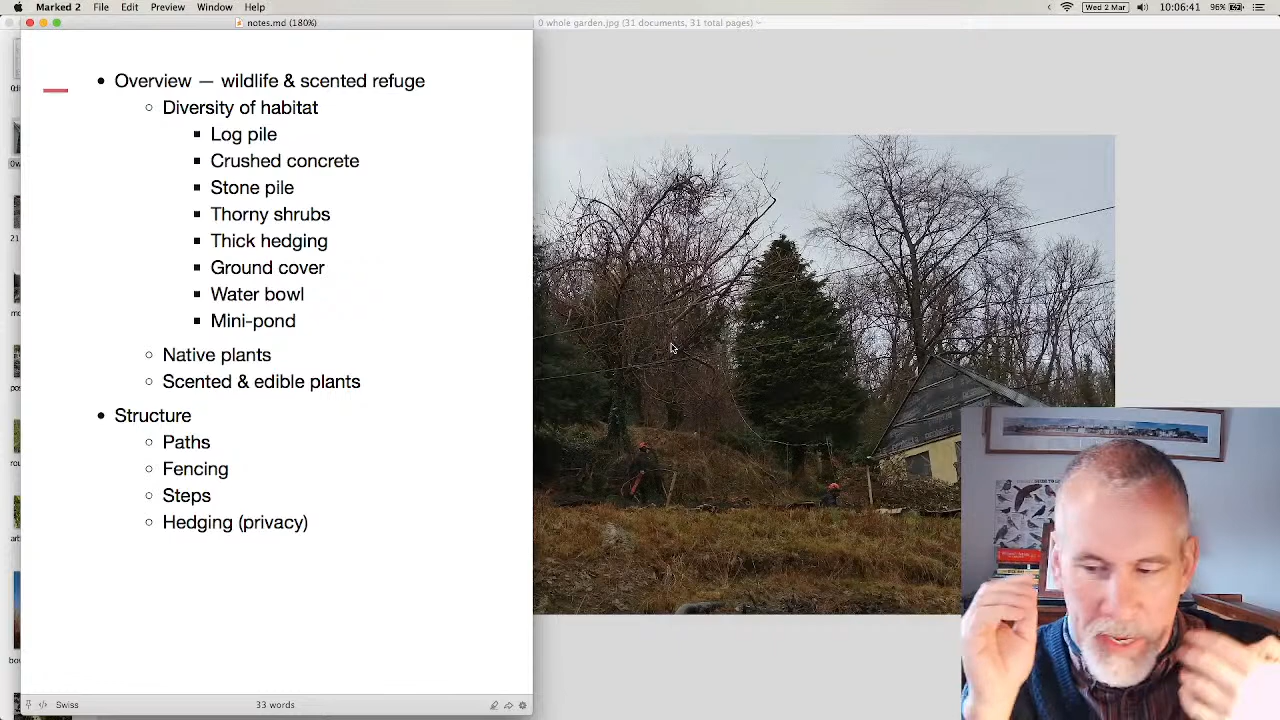 Marked 2 File Edit Preview Window Help
Wed 2 Mar 10:06:41 96%
notes.md (180%)
0 whole garden.jpg (31 documents, 31 total pages)
Overview — wildlife & scented refuge
Diversity of habitat
Log pile
Crushed concrete
Stone pile
Thorny shrubs
Thick hedging
Ground cover
Water bowl
Mini-pond
Native plants
Scented & edible plants
Structure
Paths
Fencing
Steps
Hedging (privacy)
Swiss
33 words